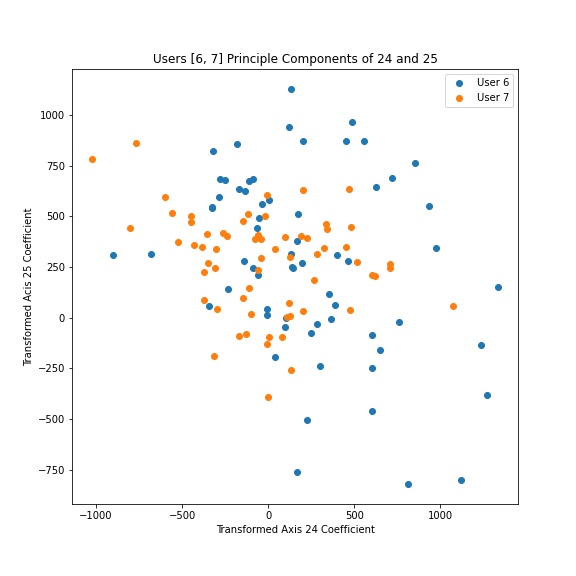 Users [6, 7] Principle Components of 24 and 25
User 6
User 7
1000
750
500
250
0
−250
−500
−750
Transformed Acis 25 Coefficient
−1000
−500
0
500
1000
Transformed Axis 24 Coefficient